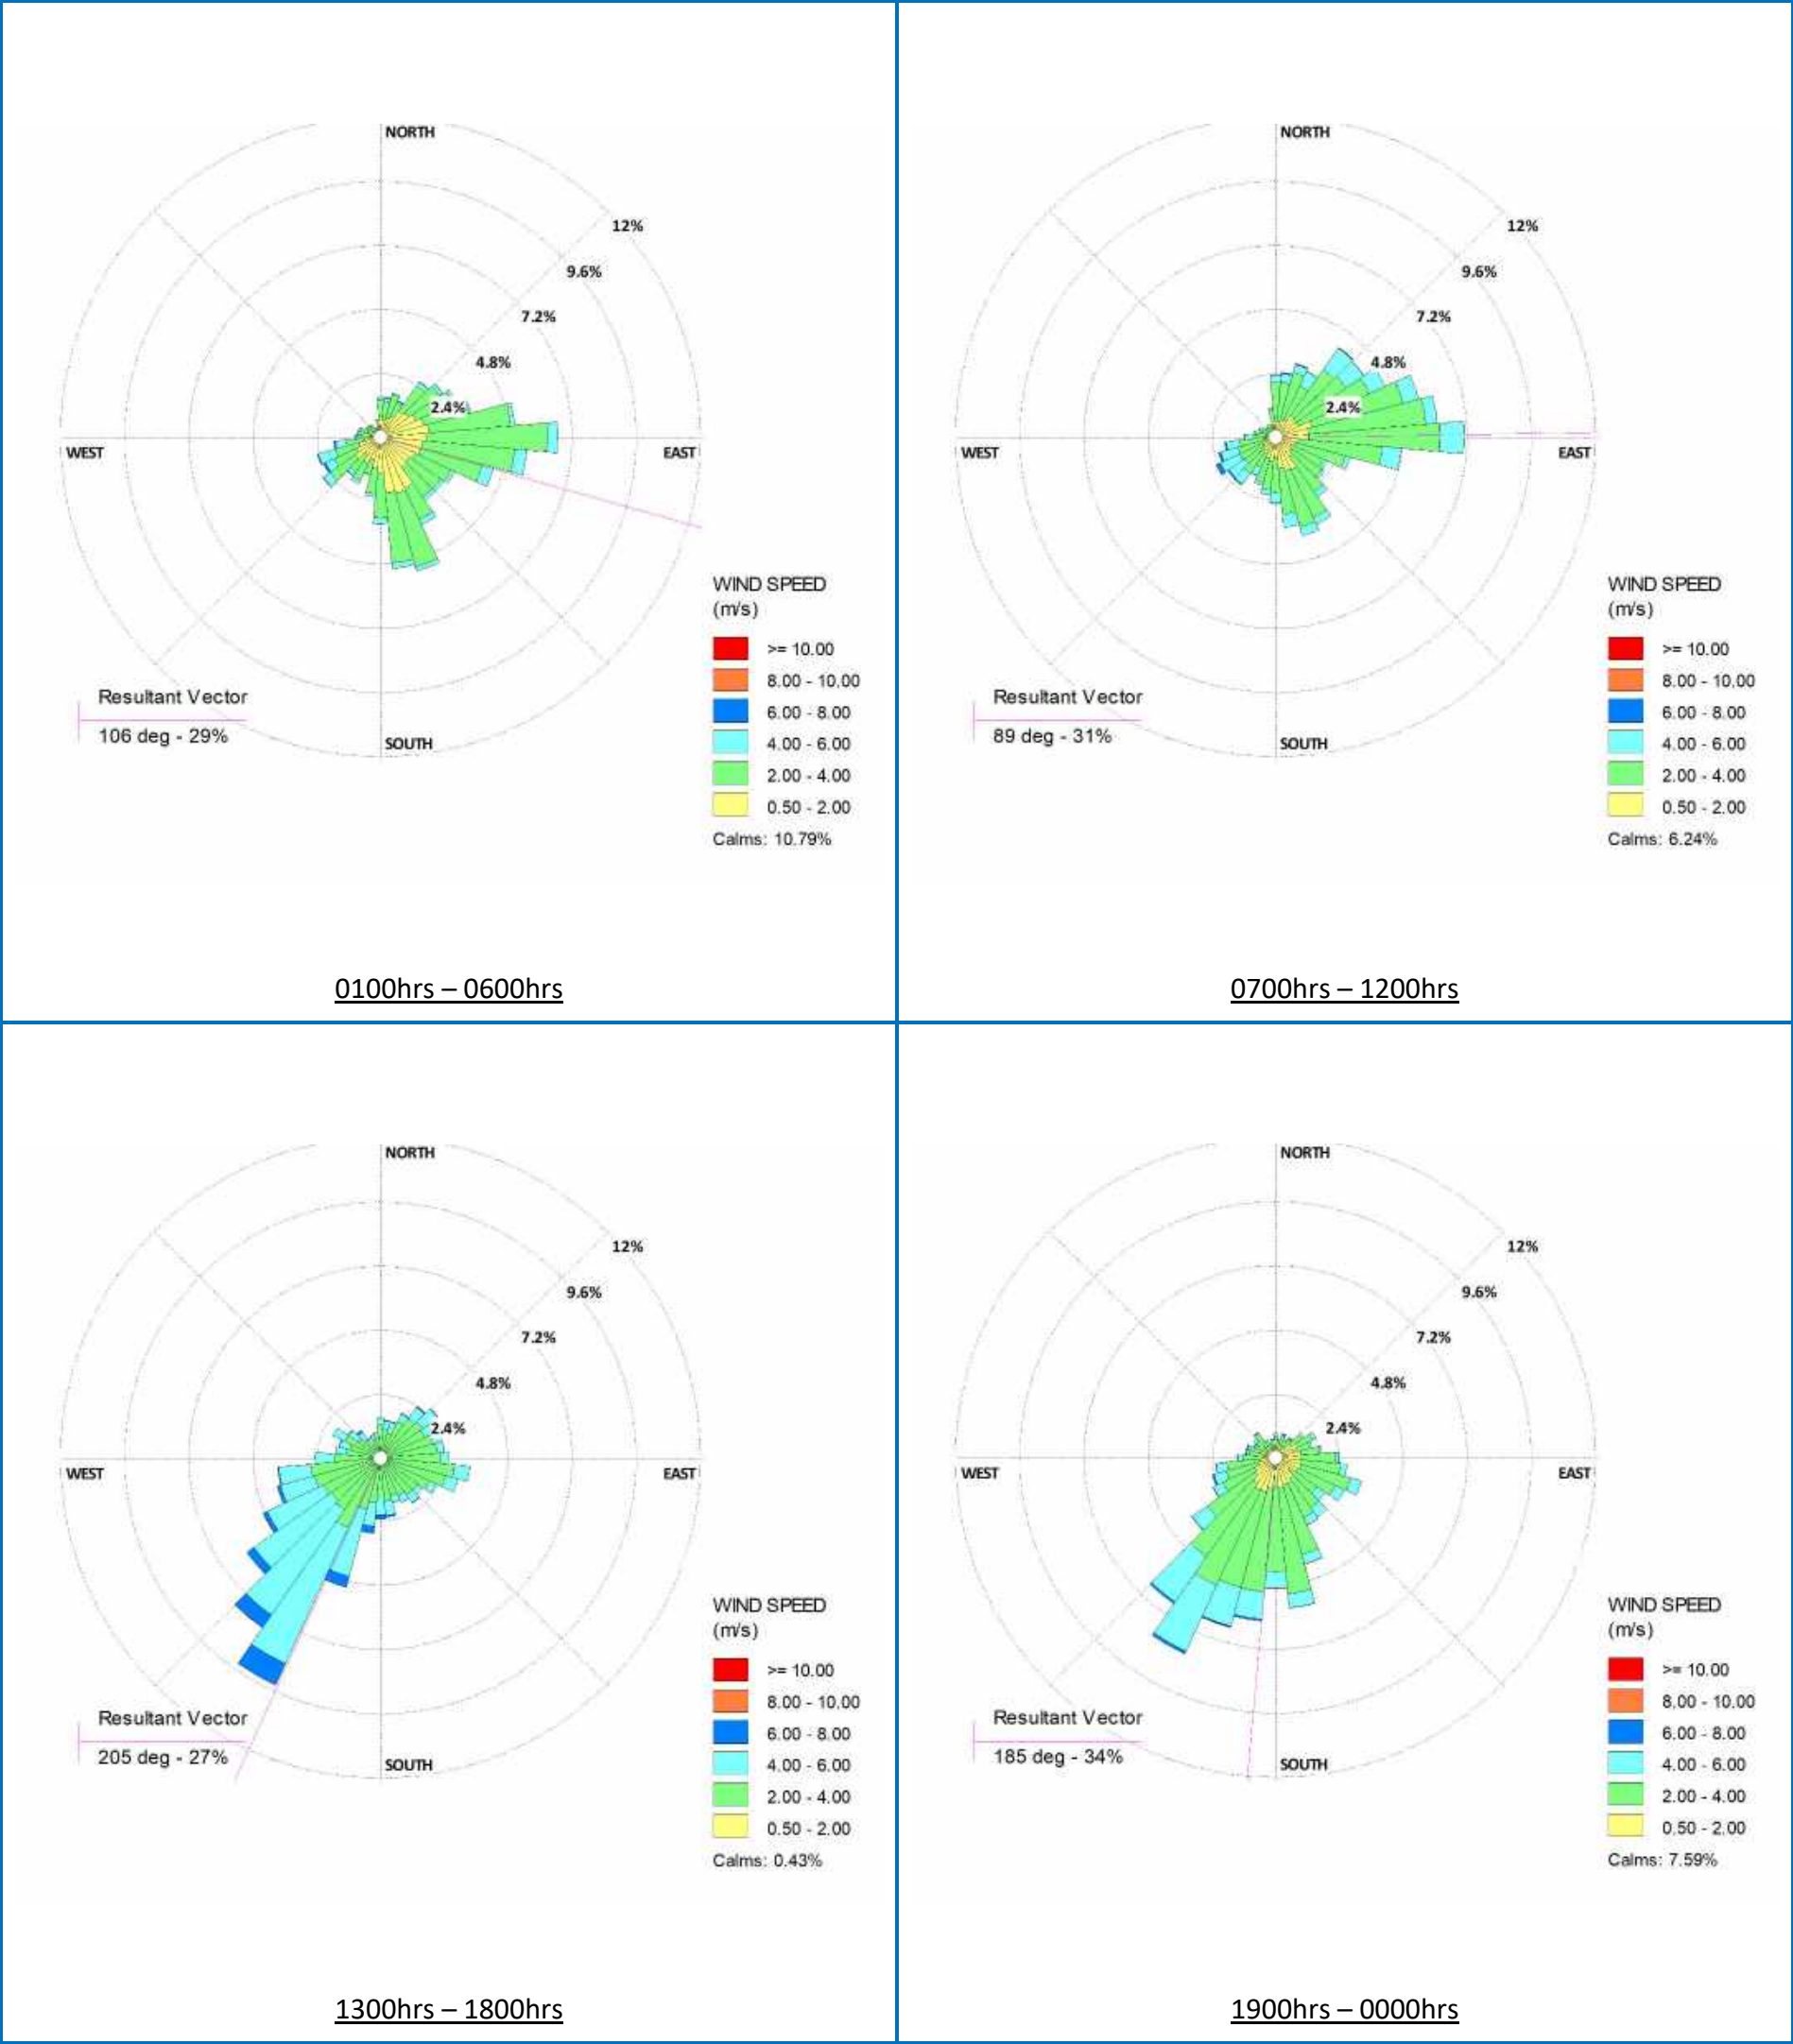 NORTH
12%
9.6%
7.2%
4.8%
2.4%
WEST
EAST
WIND SPEED
(m/s)
>= 10.00
8.00 - 10.00
6.00 - 8.00
4.00 - 6.00
2.00 - 4.00
0.50 - 2.00
Calms: 10.79%
Resultant Vector
106 deg - 29%
SOUTH
0100hrs – 0600hrs
NORTH
12%
9.6%
7.2%
4.8%
2.4%
WEST
EAST
WIND SPEED
(m/s)
>= 10.00
8.00 - 10.00
6.00 - 8.00
4.00 - 6.00
2.00 - 4.00
0.50 - 2.00
Calms: 6.24%
Resultant Vector
89 deg - 31%
SOUTH
0700hrs – 1200hrs
NORTH
12%
9.6%
7.2%
4.8%
2.4%
WEST
EAST
WIND SPEED
(m/s)
>= 10.00
8.00 - 10.00
6.00 - 8.00
4.00 - 6.00
2.00 - 4.00
0.50 - 2.00
Calms: 0.43%
Resultant Vector
205 deg - 27%
SOUTH
1300hrs – 1800hrs
NORTH
12%
9.6%
7.2%
4.8%
2.4%
WEST
EAST
WIND SPEED
(m/s)
>= 10.00
8.00 - 10.00
6.00 - 8.00
4.00 - 6.00
2.00 - 4.00
0.50 - 2.00
Calms: 7.59%
Resultant Vector
185 deg - 34%
SOUTH
1900hrs – 0000hrs